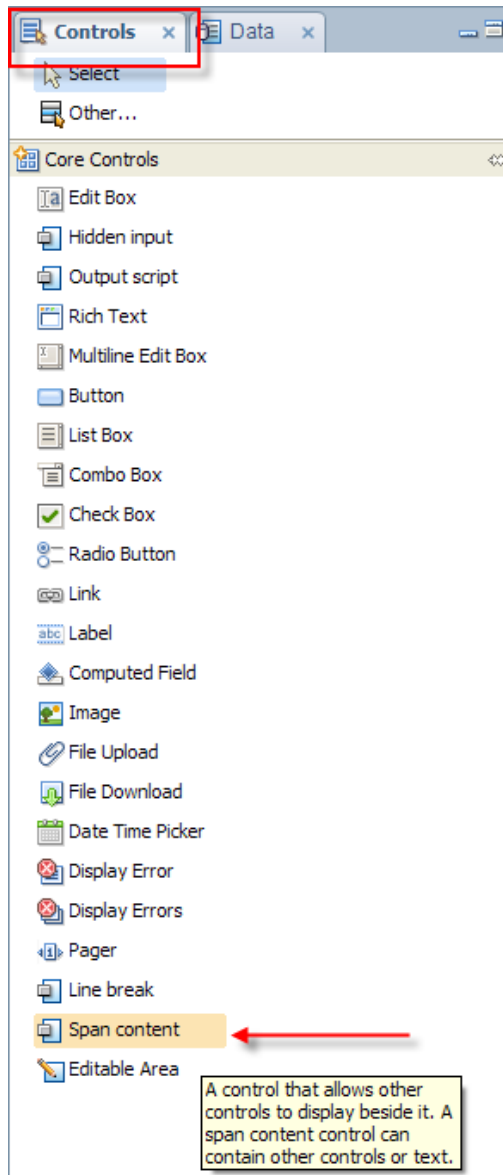 Controls
Data
Select
Other...
Core Controls
Edit Box
Hidden input
Output script
Rich Text
Multiline Edit Box
Button
List Box
Combo Box
Check Box
Radio Button
Link
abc Label
Computed Field
Image
File Upload
File Download
Date Time Picker
Display Error
Display Errors
Pager
Line break
Span content
Editable Area
A control that allows other
controls to display beside it. A
span content control can
contain other controls or text.